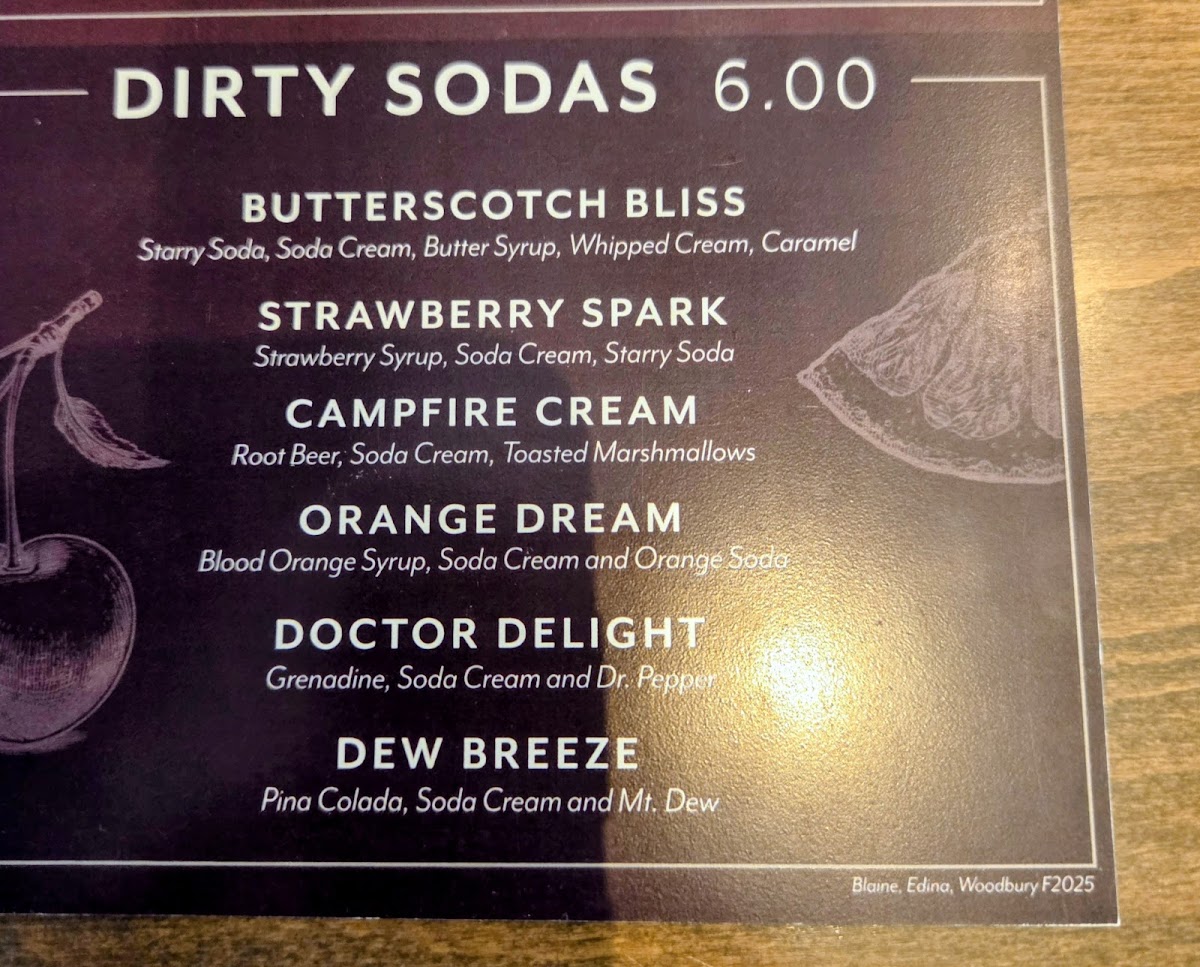 DIRTY SODAS 6.00
BUTTERSCOTCH BLISS
Starry Soda, Soda Cream, Butter Syrup, Whipped Cream, Caramel
STRAWBERRY SPARK
Strawberry Syrup, Soda Cream, Starry Soda
CAMPFIRE CREAM
Root Beer, Soda Cream, Toasted Marshmallows
ORANGE DREAM
Blood Orange Syrup, Soda Cream and Orange Soda
DOCTOR DELIGHT
Grenadine, Soda Cream and Dr. Pepper
DEW BREEZE
Pina Colada, Soda Cream and Mt. Dew
Blaine, Edina, Woodbury F2025